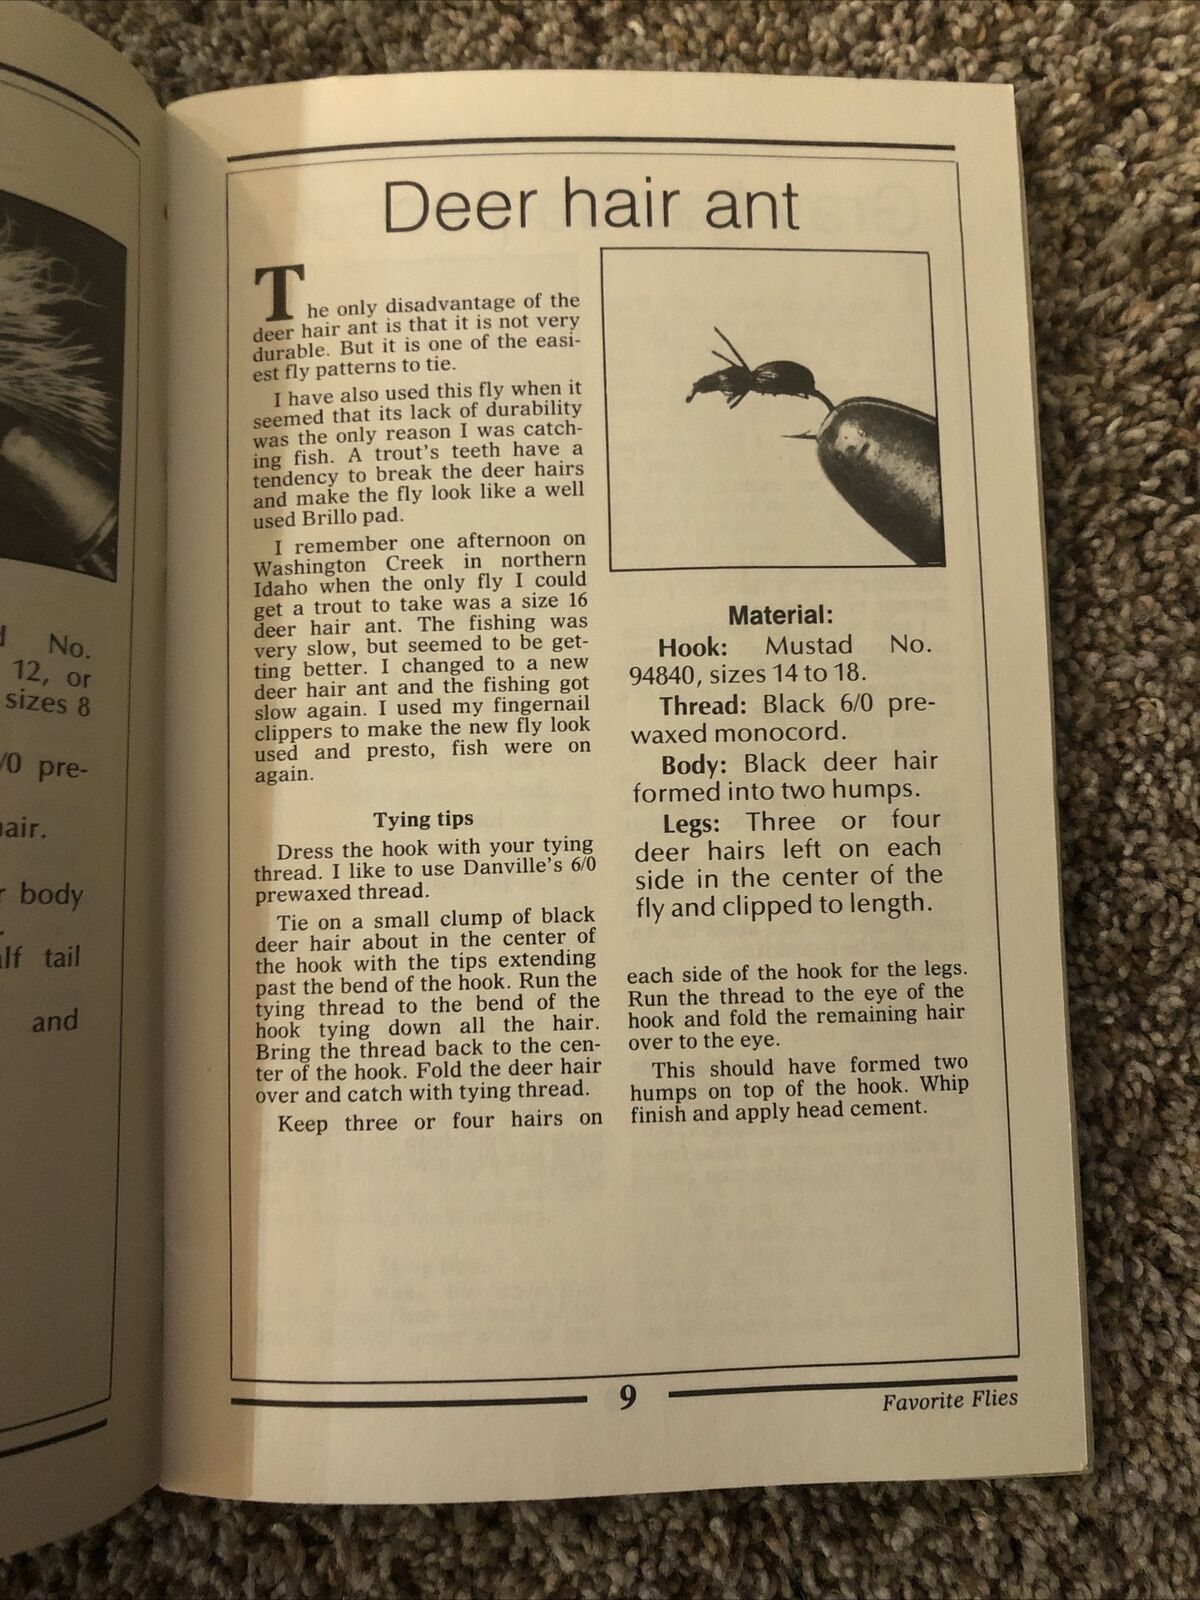 No.
12, or
sizes 8
/0 pre-
air.
body
lf tail
and
Deer hair ant
The only disadvantage of the
deer hair ant is that it is not very
durable. But it is one of the easi-
est fly patterns to tie.
I have also used this fly when it
seemed that its lack of durability
was the only reason I was catch-
ing fish. A trout's teeth have a
tendency to break the deer hairs
and make the fly look like a well
used Brillo pad.
I remember one afternoon on
Washington Creek in northern
Idaho when the only fly I could
get a trout to take was a size 16
deer hair ant. The fishing was
very slow, but seemed to be get-
ting better. I changed to a new
deer hair ant and the fishing got
slow again. I used my fingernail
clippers to make the new fly look
used and presto, fish were on
again.
Tying tips
Dress the hook with your tying
thread. I like to use Danville's 6/0
prewaxed thread.
Tie on a small clump of black
deer hair about in the center of
the hook with the tips extending
past the bend of the hook. Run the
tying thread to the bend of the
hook tying down all the hair.
Bring the thread back to the cen-
ter of the hook. Fold the deer hair
over and catch with tying thread.
Keep three or four hairs on
Material:
Hook: Mustad No.
94840, sizes 14 to 18.
Thread: Black 6/0 pre-
waxed monocord.
Body: Black deer hair
formed into two humps.
Legs: Three or four
deer hairs left on each
side in the center of the
fly and clipped to length.
each side of the hook for the legs.
Run the thread to the eye of the
hook and fold the remaining hair
over to the eye.
This should have formed two
humps on top of the hook. Whip
finish and apply head cement.
9
Favorite Flies